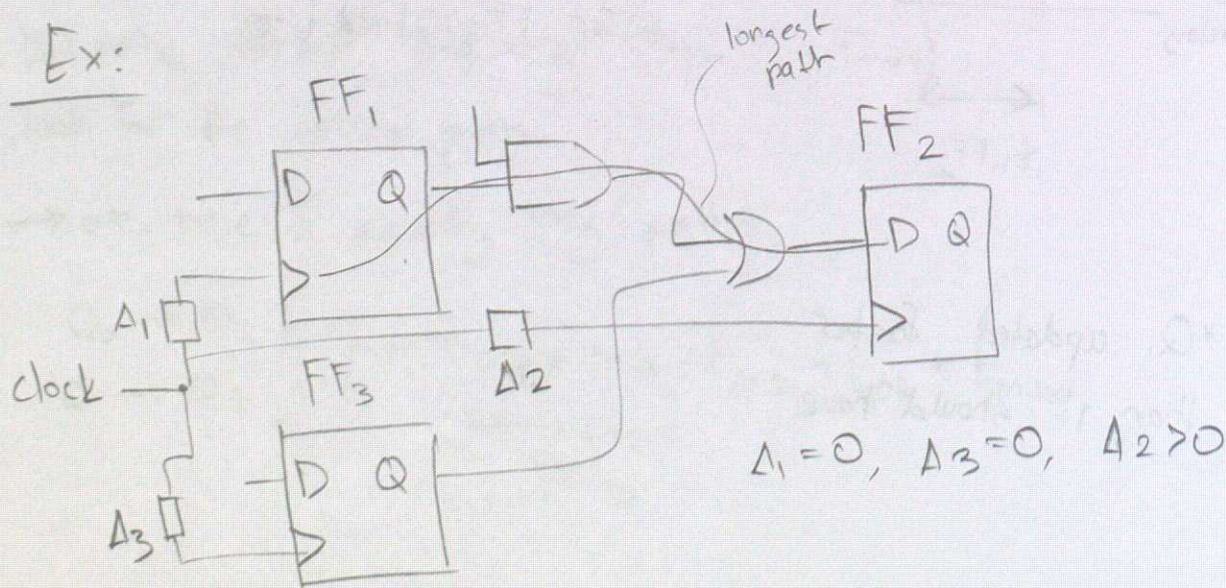 Ex:
longest
path
FF₁
FF₂
D Q
D Q
Δ₁
clock
Δ2
FF₃
Δ₁ = 0, Δ3 = 0, Δ2 > 0
D Q
Δ3